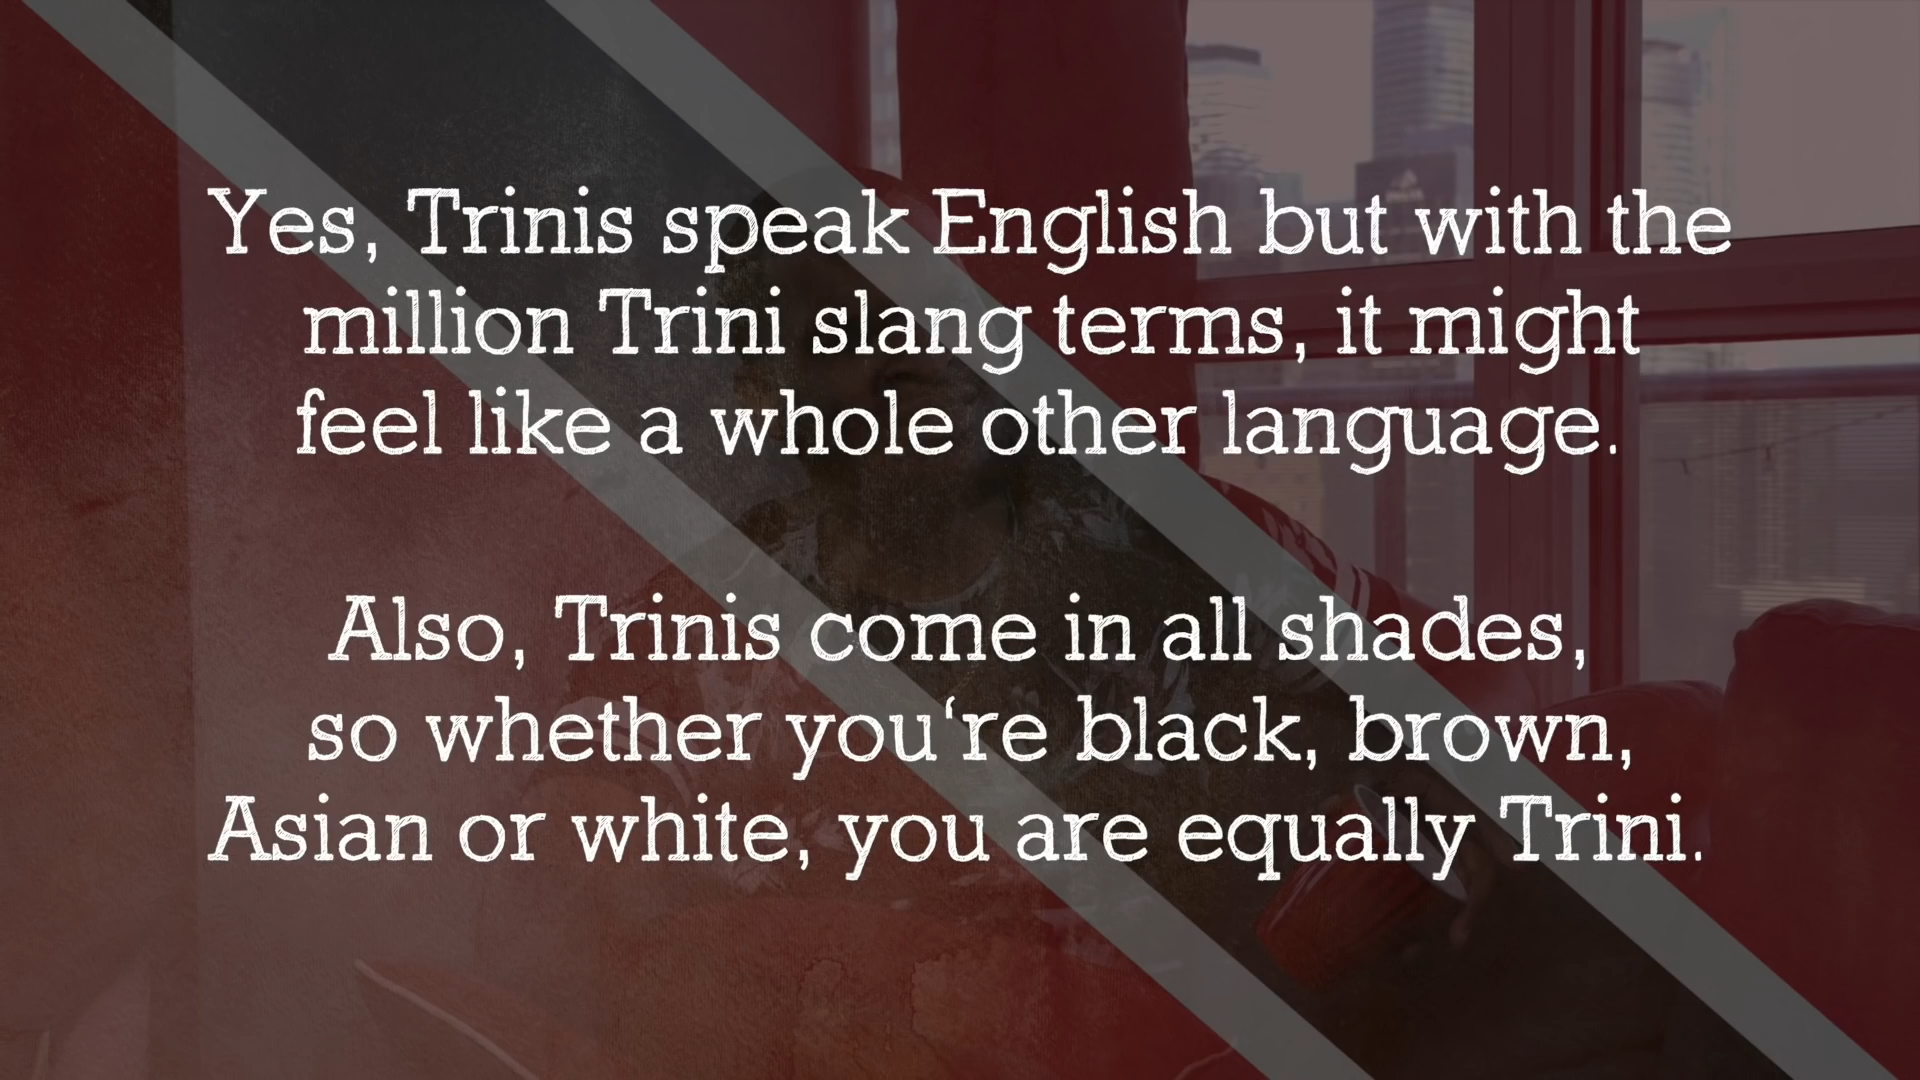 Yes, Trinis speak English but with the
million Trini slang terms, it might
feel like a whole other language.
Also, Trinis come in all shades,
so whether you‘re black, brown,
Asian or white, you are equally Trini.